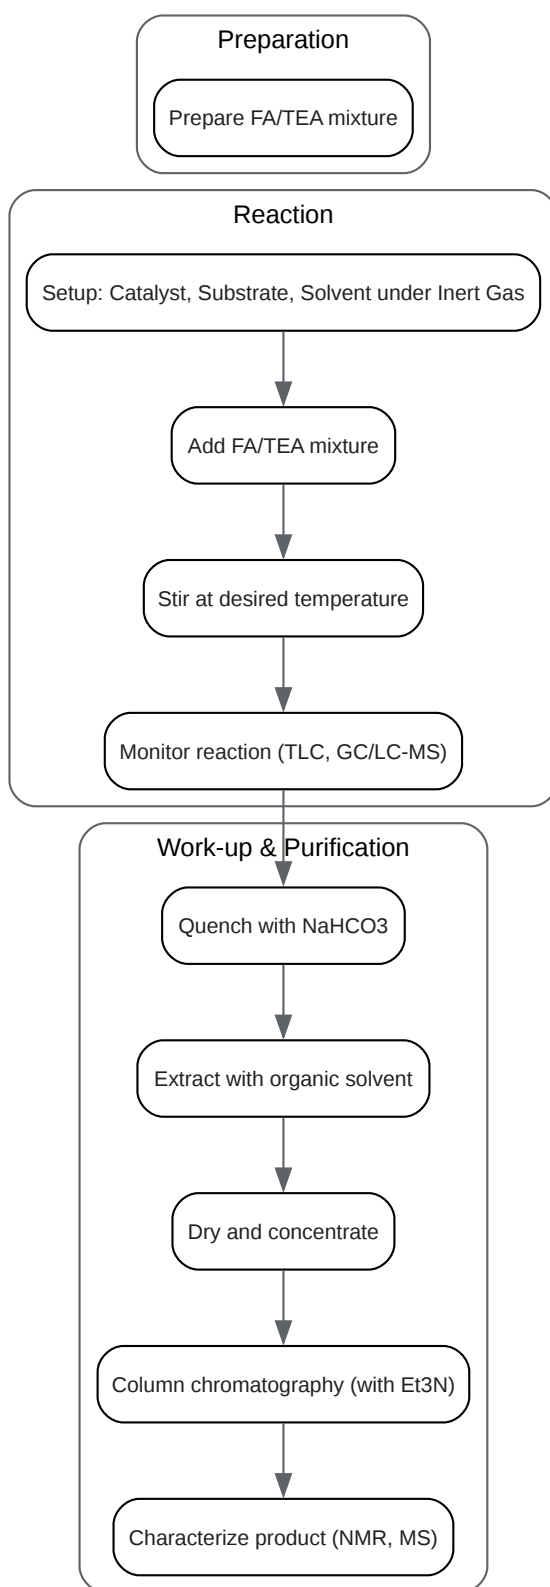 Preparation
Prepare FA/TEA mixture
Reaction
Setup: Catalyst, Substrate, Solvent under Inert Gas
Add FA/TEA mixture
Stir at desired temperature
Monitor reaction (TLC, GC/LC-MS)
Work-up & Purification
Quench with NaHCO3
Extract with organic solvent
Dry and concentrate
Column chromatography (with Et3N)
Characterize product (NMR, MS)